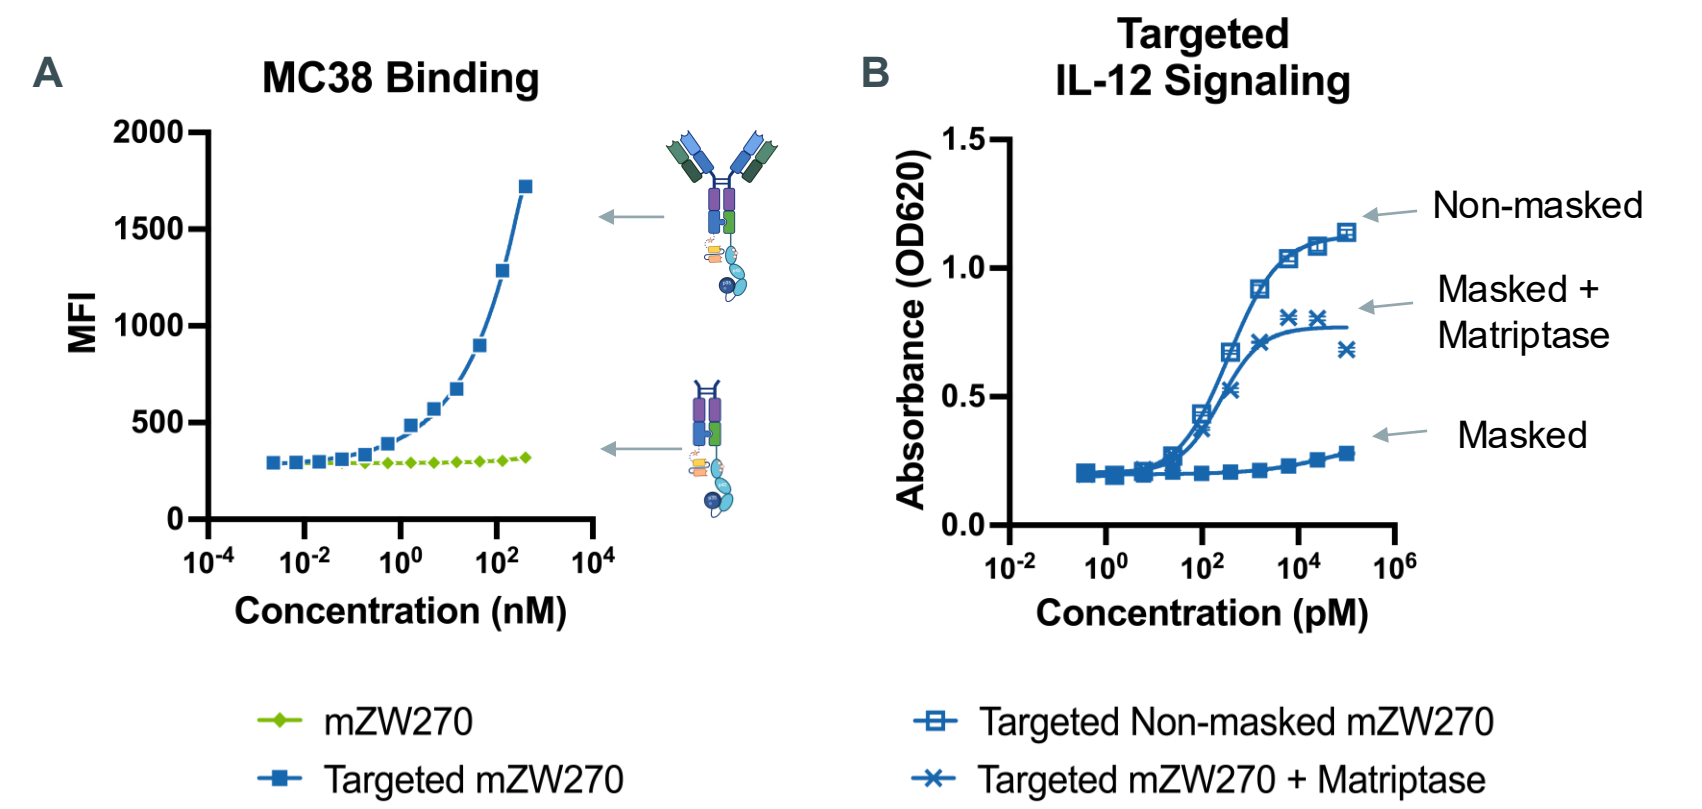 A
MC38 Binding
2000
1500
1000
500
0
MFI
10-4
10-2
100
102
104
Concentration (nM)
mZW270
Targeted mZW270
B
Targeted
IL-12 Signaling
1.5
1.0
0.5
0.0
Absorbance (OD620)
10-2
100
102
104
106
Concentration (pM)
Non-masked
Masked +
Matriptase
Masked
Targeted Non-masked mZW270
Targeted mZW270 + Matriptase